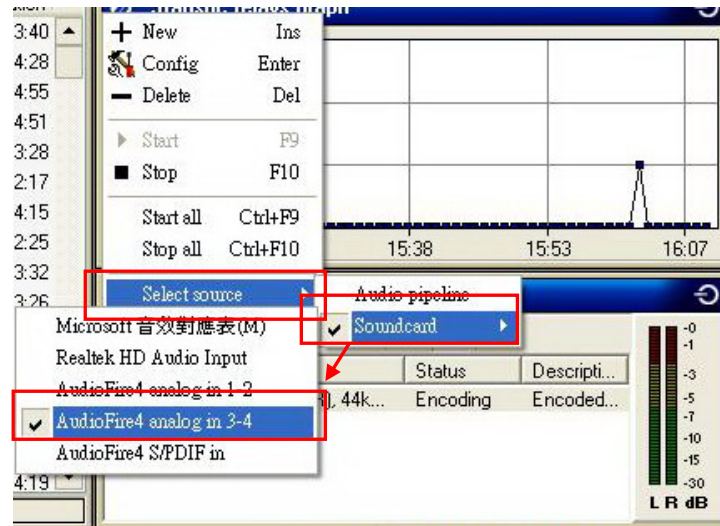 3:40
4:28
4:55
4:51
3:28
2:17
4:15
2:25
3:32
3:26
4:19
relays graph
New Ins
Config Enter
Delete Del
Start F9
Stop F10
Start all Ctrl+F9
Stop all Ctrl+F10
Select source
15:38 15:53 16:07
Audio pipeline
Soundcard
Microsoft 音效對應表(M)
Realtek HD Audio Input
AudioFire4 analog in 1-2
AudioFire4 analog in 3-4
AudioFire4 S/PDIF in
Status Descripti...
44k... Encoding Encoded...
-0
-1
-3
-5
-7
-10
-15
-30
L R dB